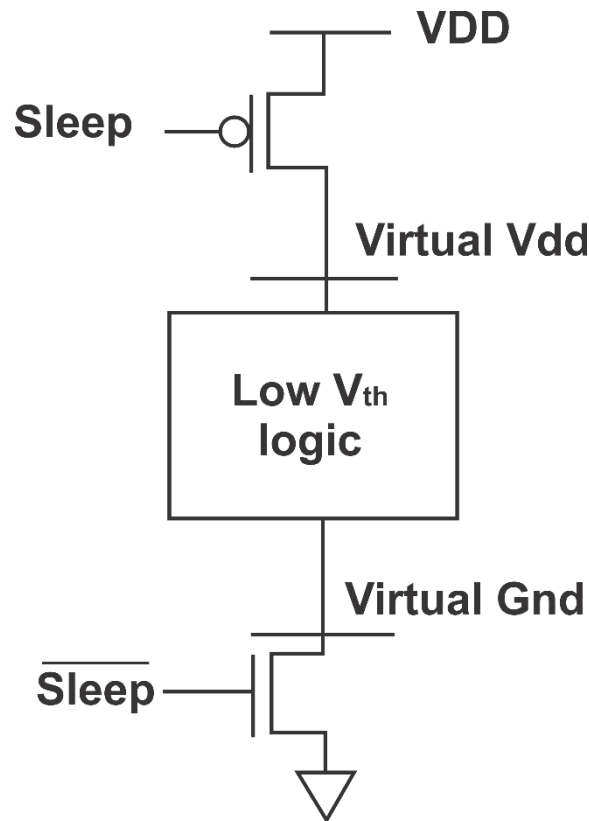 VDD
Sleep
Virtual Vdd
Low Vth
logic
Virtual Gnd
Sleep